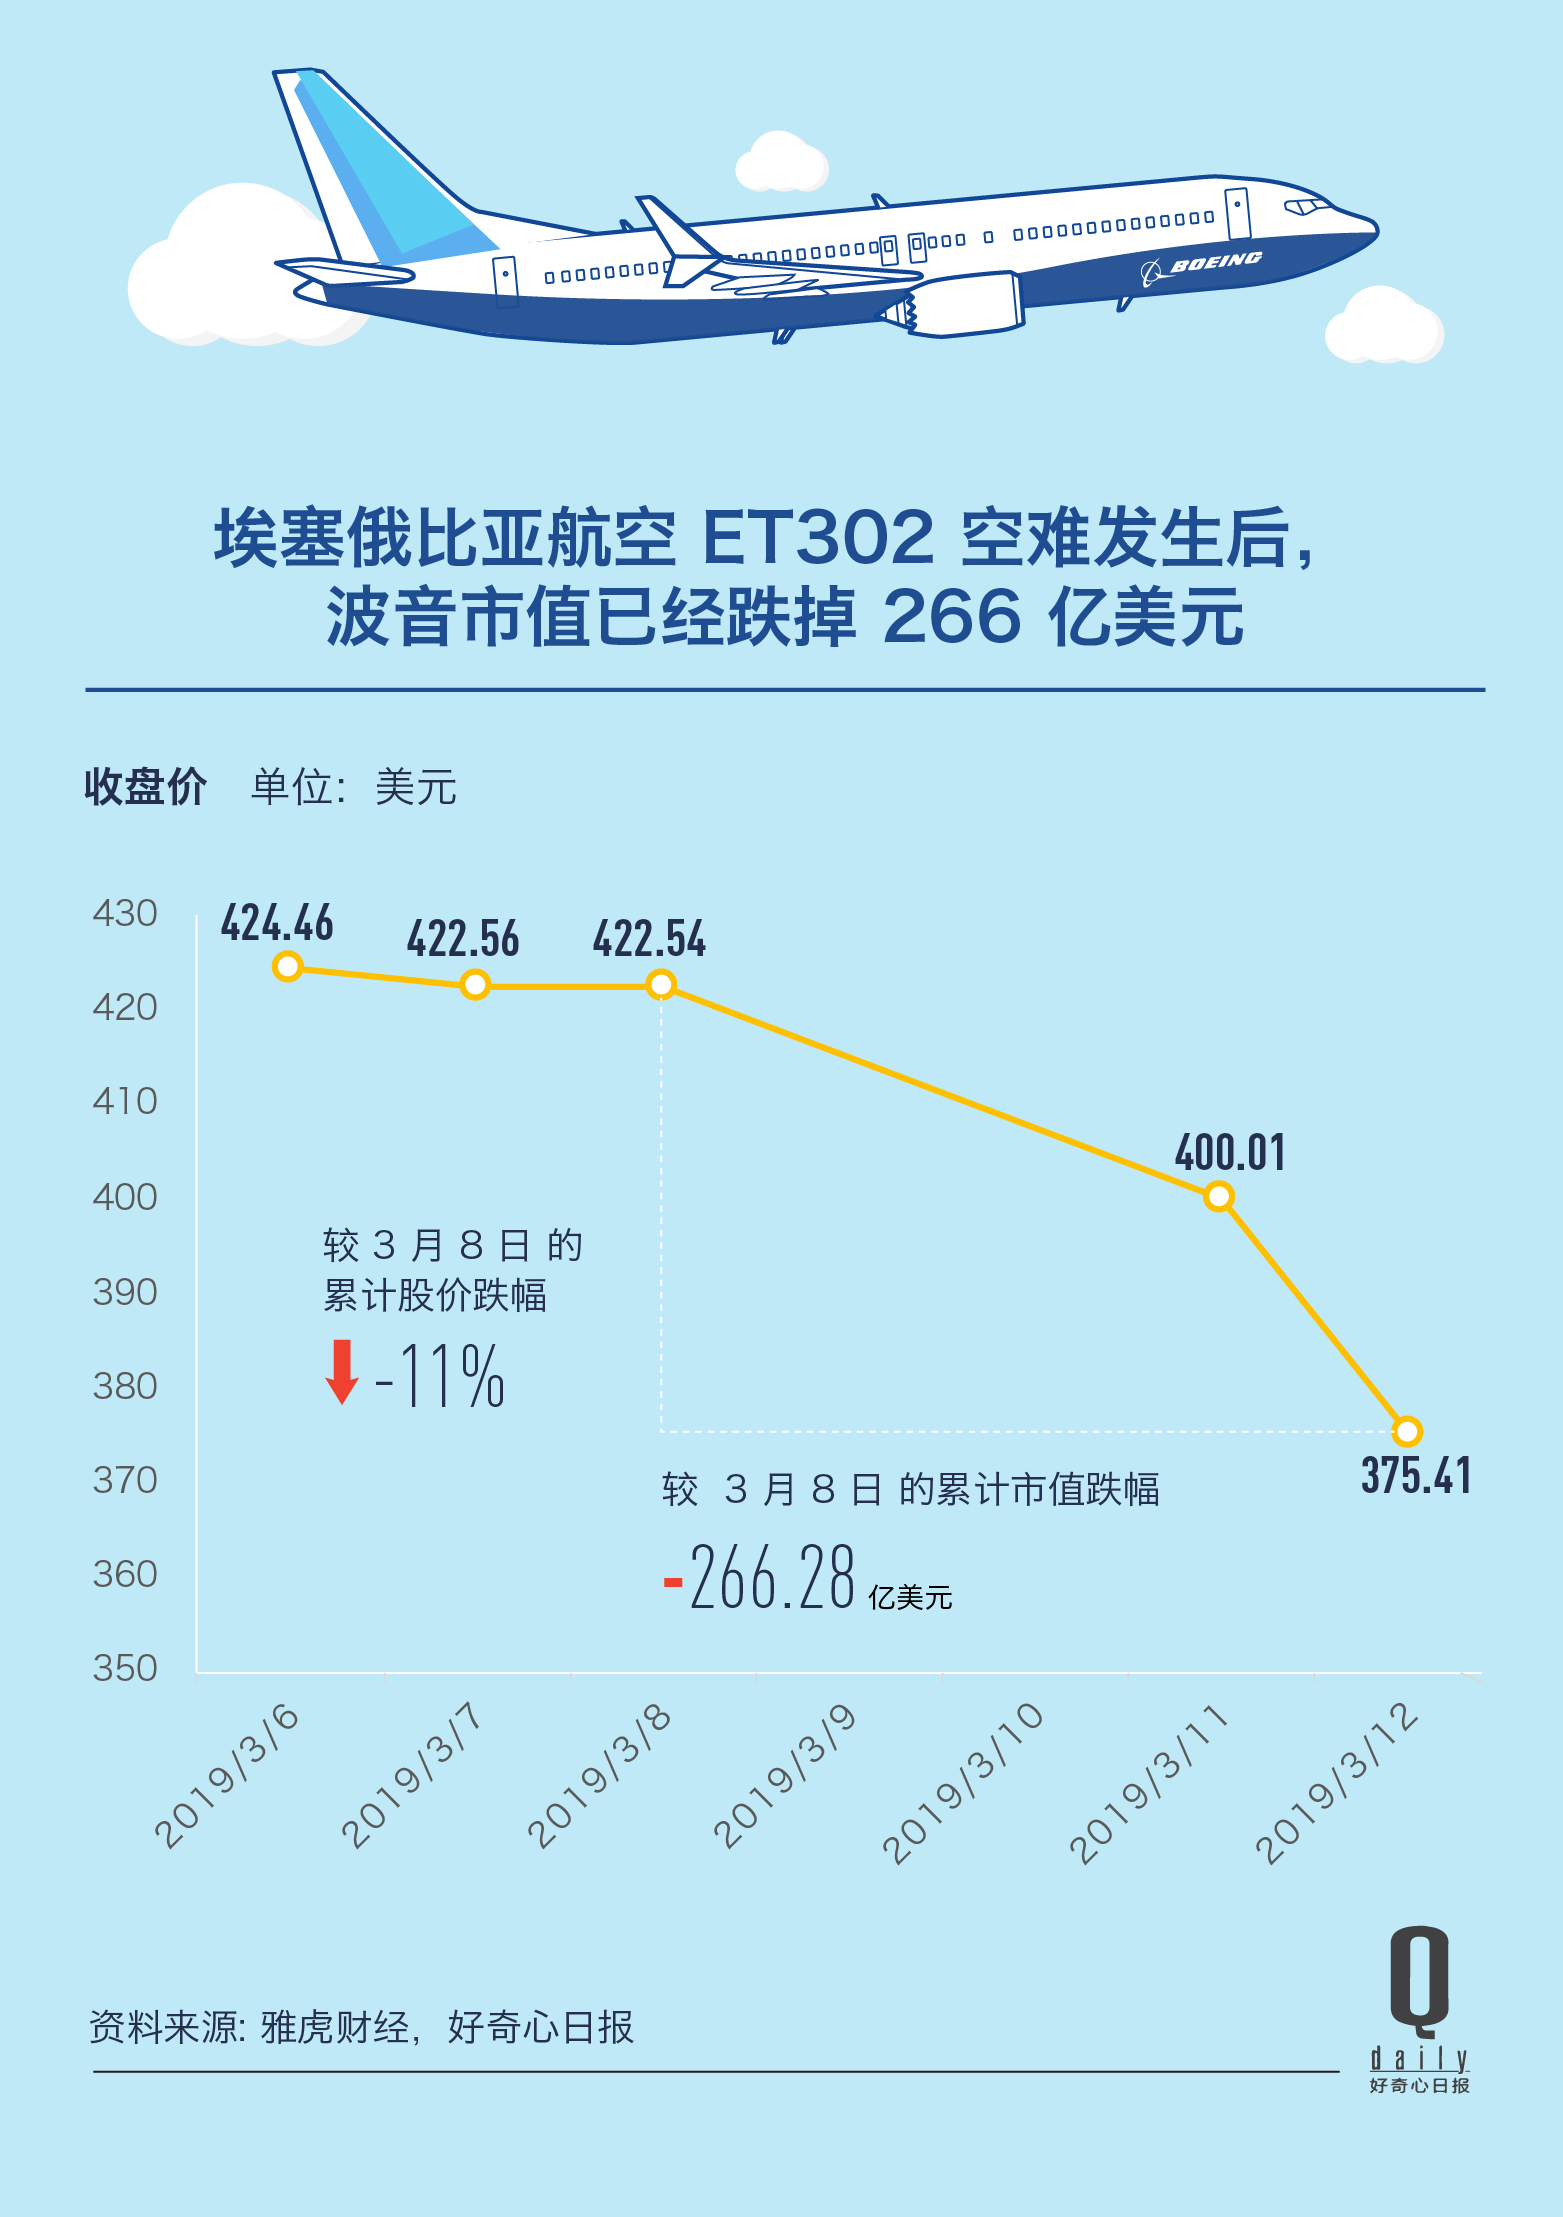 BOEING
埃塞俄比亚航空 ET302 空难发生后，
波音市值已经跌掉 266 亿美元
收盘价 单位：美元
430
420
410
400
390
380
370
360
350
424.46
422.56
422.54
400.01
375.41
较 3 月 8 日 的
累计股价跌幅
-11%
较 3 月 8 日 的累计市值跌幅
-266.28 亿美元
2019/3/6
2019/3/7
2019/3/8
2019/3/9
2019/3/10
2019/3/11
2019/3/12
资料来源: 雅虎财经，好奇心日报
Q
daily
好奇心日报